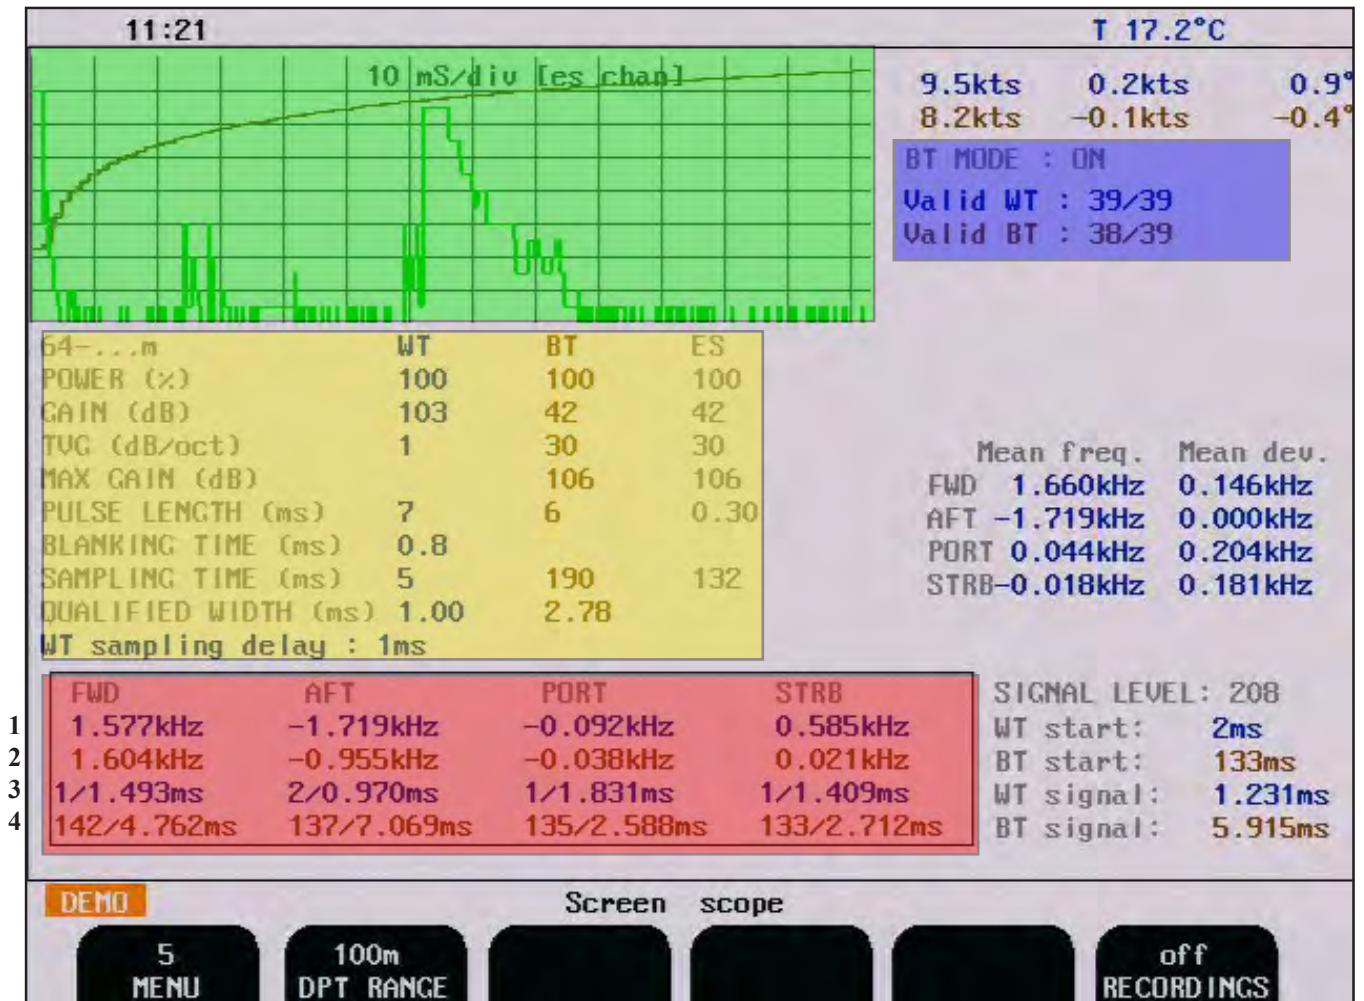 11:21 T 17.2°C
10 mS/div [es chan]
9.5kts 0.2kts 0.9°
8.2kts -0.1kts -0.4°
BT MODE : ON
Valid WT : 39/39
Valid BT : 38/39
64-...m WT BT ES
POWER (%) 100 100 100
GAIN (dB) 103 42 42
TVG (dB/oct) 1 30 30
MAX GAIN (dB) 106 106
PULSE LENGTH (ms) 7 6 0.30
BLANKING TIME (ms) 0.8
SAMPLING TIME (ms) 5 190 132
QUALIFIED WIDTH (ms) 1.00 2.78
WT sampling delay : 1ms
Mean freq. Mean dev.
FWD 1.660kHz 0.146kHz
AFT -1.719kHz 0.000kHz
PORT 0.044kHz 0.204kHz
STRB-0.018kHz 0.181kHz
FWD AFT PORT STRB
1 1.577kHz -1.719kHz -0.092kHz 0.585kHz
2 1.604kHz -0.955kHz -0.038kHz 0.021kHz
3 1/1.493ms 2/0.970ms 1/1.831ms 1/1.409ms
4 142/4.762ms 137/7.069ms 135/2.588ms 133/2.712ms
SIGNAL LEVEL: 208
WT start: 2ms
BT start: 133ms
WT signal: 1.231ms
BT signal: 5.915ms
DEMO Screen scope
5 100m off
MENU DPT RANGE RECORDINGS